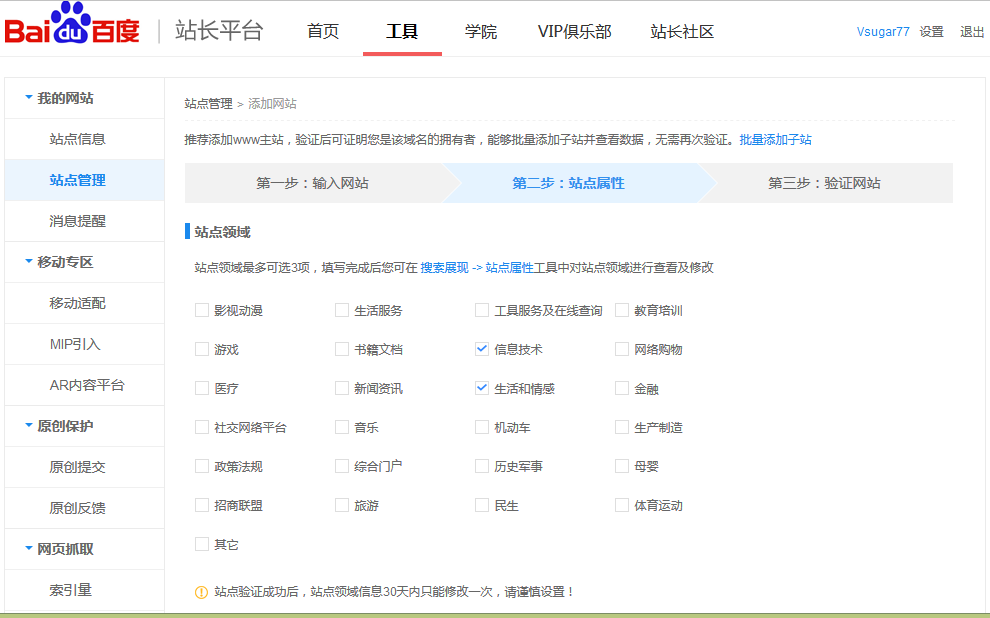 Bai du 百度 站长平台 首页 工具 学院 VIP俱乐部 站长社区 Vsugar77 设置 退出
我的网站
站点信息
站点管理
消息提醒
移动专区
移动适配
MIP引入
AR内容平台
原创保护
原创提交
原创反馈
网页抓取
索引量
站点管理 > 添加网站
推荐添加www主站，验证后可证明您是该域名的拥有者，能够批量添加子站并查看数据，无需再次验证。批量添加子站
第一步：输入网站 第二步：站点属性 第三步：验证网站
站点领域
站点领域最多可选3项，填写完成后您可在 搜索展现 -> 站点属性工具中对站点领域进行查看及修改
影视动漫 生活服务 工具服务及在线查询 教育培训
游戏 书籍文档 信息技术 网络购物
医疗 新闻资讯 生活和情感 金融
社交网络平台 音乐 机动车 生产制造
政策法规 综合门户 历史军事 母婴
招商联盟 旅游 民生 体育运动
其它
站点验证成功后，站点领域信息30天内只能修改一次，请谨慎设置！